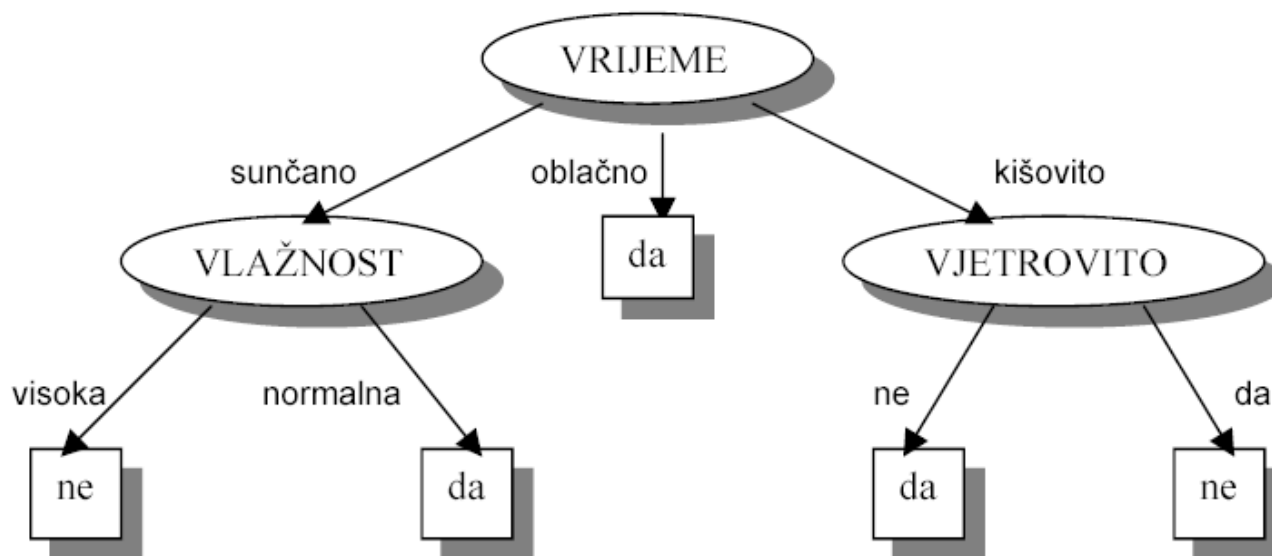 VRIJEME
sunčano
oblačno
kišovito
da
VLAŽNOST
VJETROVITO
visoka
normalna
ne
da
ne
da
da
ne